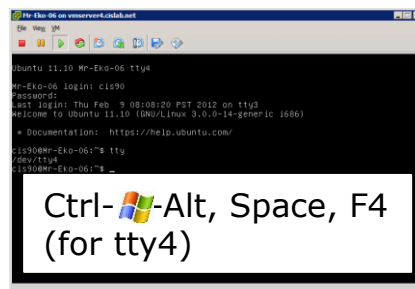 Mr-Eko-06 on vmserver4.cislab.net
File View VM
Ubuntu 11.10 Mr-Eko-06 tty4
Mr-Eko-06 login: cis90
Password:
Last login: Thu Feb  9 08:08:20 PST 2012 on tty3
Welcome to Ubuntu 11.10 (GNU/Linux 3.0.0-14-generic i686)
* Documentation:  https://help.ubuntu.com/
cis90@Mr-Eko-06:~$ tty
/dev/tty4
cis90@Mr-Eko-06:~$ _
Ctrl- -Alt, Space, F4
(for tty4)